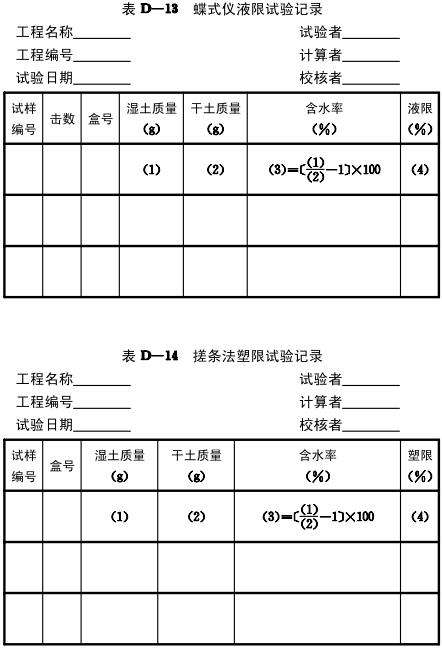 表 D—13 蝶式仪液限试验记录
工程名称________ 试验者________
工程编号________ 计算者________
试验日期________ 校核者________
试样编号 击数 盒号 湿土质量(g) 干土质量(g) 含水率(%) 液限(%)
(1) (2) (3)=[(1)/(2)−1]×100 (4)
表 D—14 搓条法塑限试验记录
工程名称________ 试验者________
工程编号________ 计算者________
试验日期________ 校核者________
试样编号 盒号 湿土质量(g) 干土质量(g) 含水率(%) 塑限(%)
(1) (2) (3)=[(1)/(2)−1]×100 (4)